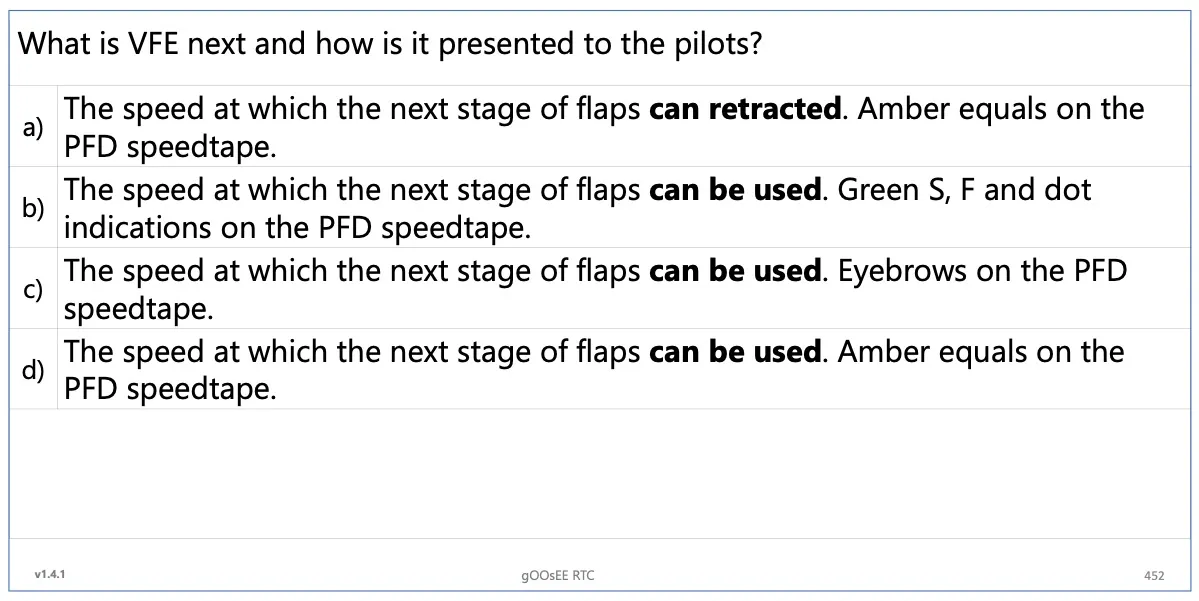 What is VFE next and how is it presented to the pilots?
a)
The speed at which the next stage of flaps can retracted. Amber equals on the
PFD speedtape.
b)
The speed at which the next stage of flaps can be used. Green S, F and dot
indications on the PFD speedtape.
c)
The speed at which the next stage of flaps can be used. Eyebrows on the PFD
speedtape.
d)
The speed at which the next stage of flaps can be used. Amber equals on the
PFD speedtape.
v1.4.1
gOOsEE RTC
452